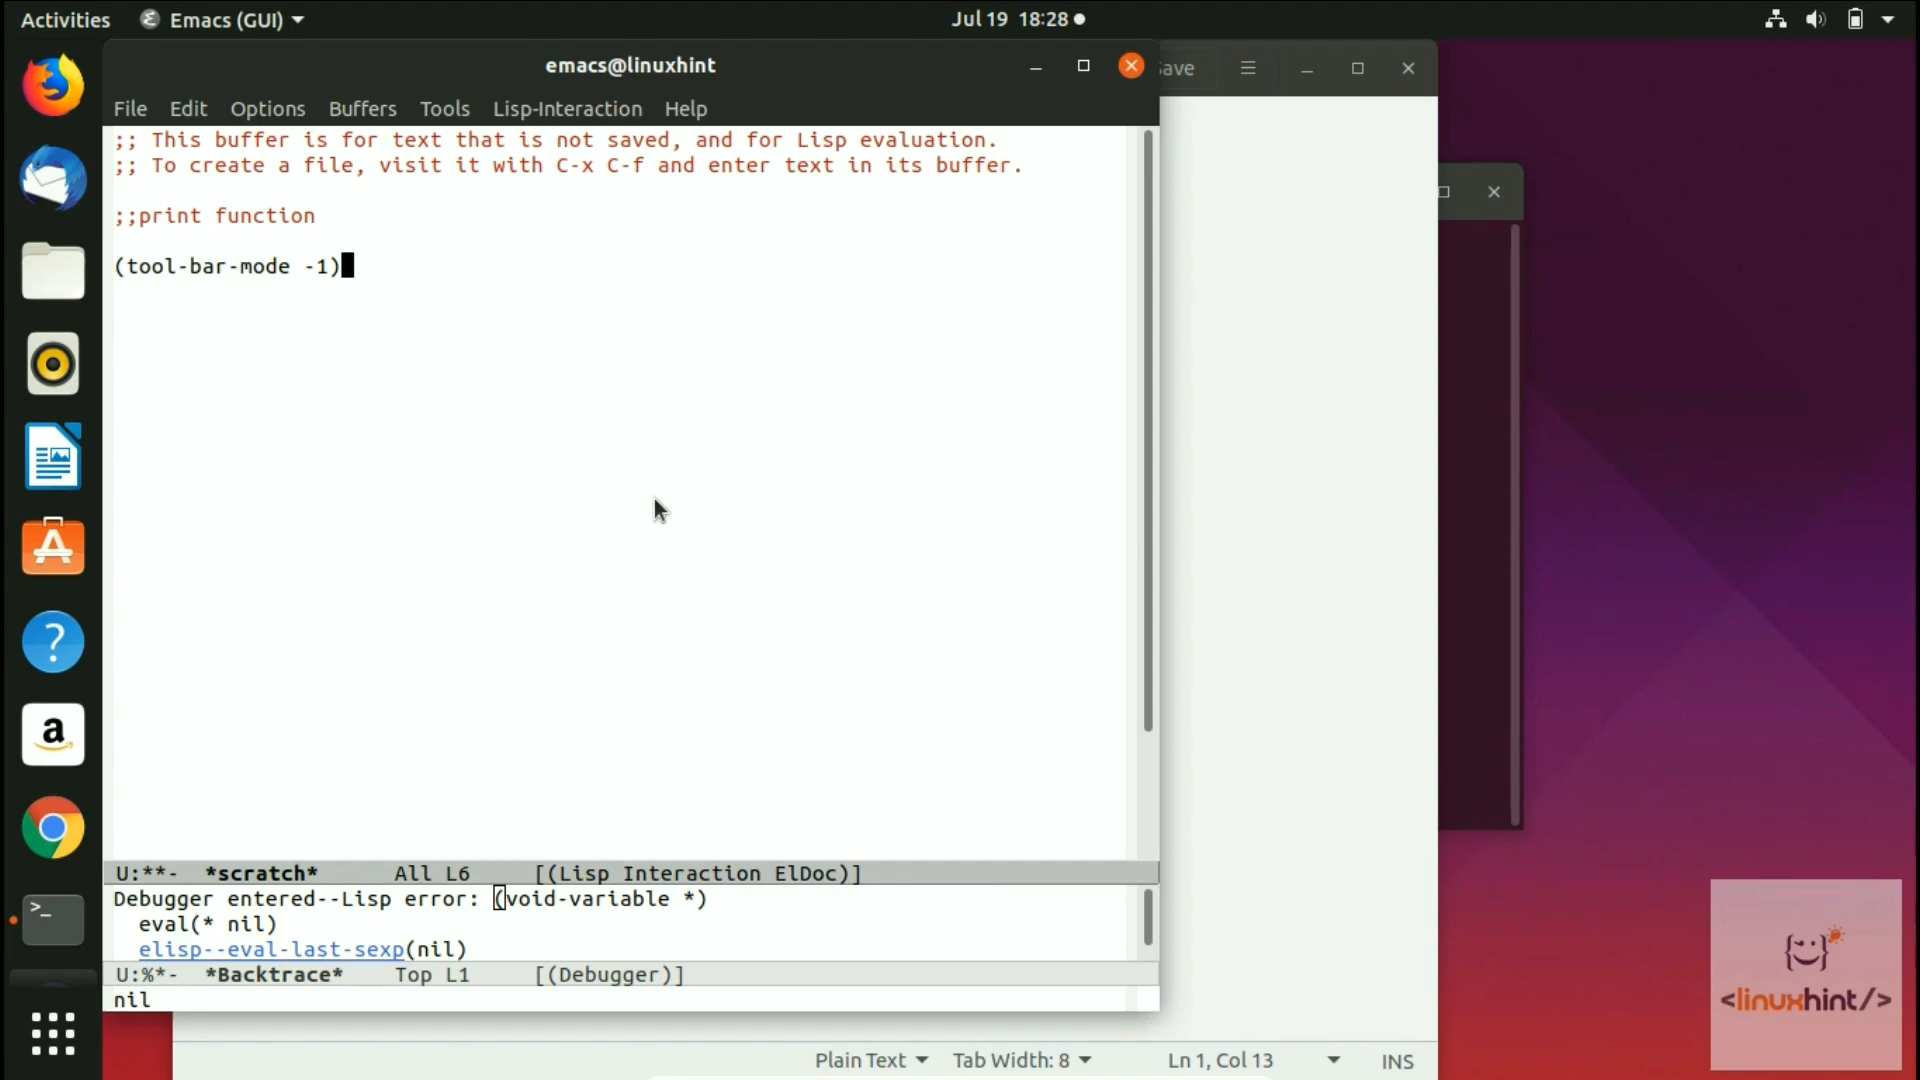 Activities Emacs (GUI) Jul 19 18:28
emacs@linuxhint
File Edit Options Buffers Tools Lisp-Interaction Help
;; This buffer is for text that is not saved, and for Lisp evaluation.
;; To create a file, visit it with C-x C-f and enter text in its buffer.
;;print function
(tool-bar-mode -1)
U:**- *scratch* All L6 [(Lisp Interaction ElDoc)]
Debugger entered--Lisp error: (void-variable *)
eval(* nil)
elisp--eval-last-sexp(nil)
U:%*- *Backtrace* Top L1 [(Debugger)]
nil
Plain Text Tab Width: 8 Ln 1, Col 13 INS
<linuxhint/>